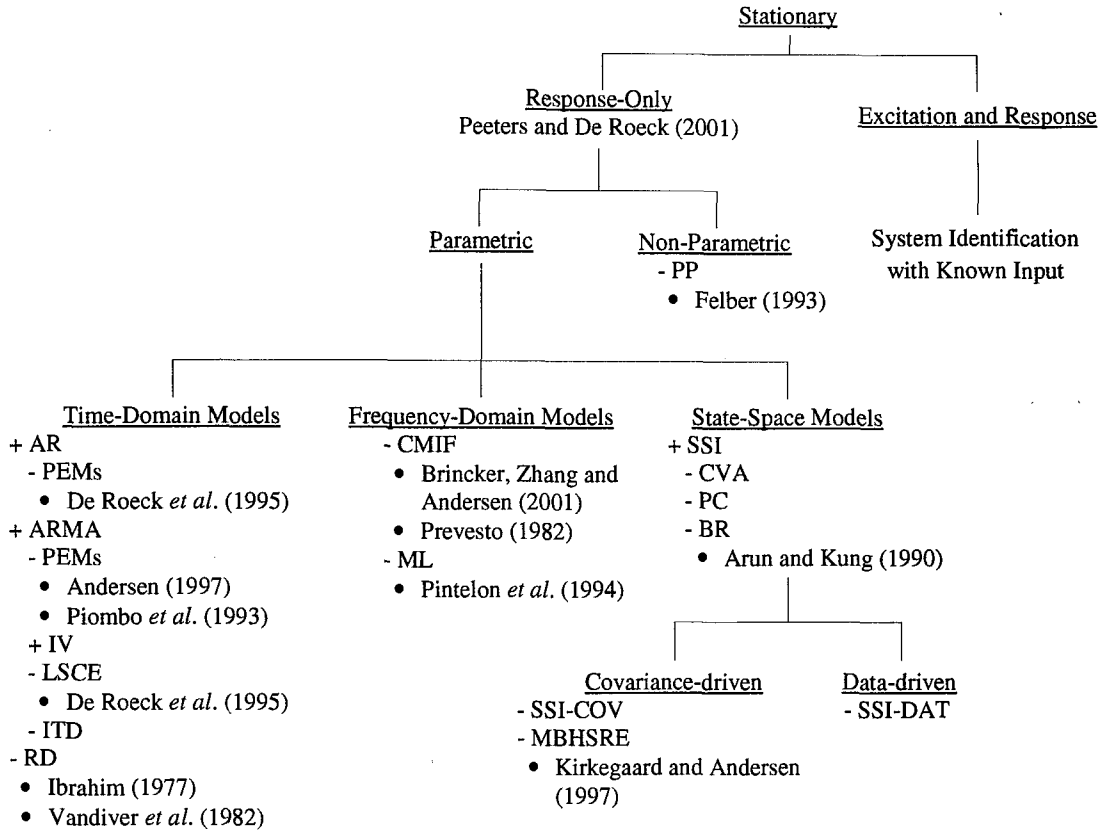 Stationary
Response-Only
Peeters and De Roeck (2001)
Excitation and Response
Parametric
Non-Parametric
- PP
• Felber (1993)
System Identification
with Known Input
Time-Domain Models
+ AR
- PEMs
• De Roeck et al. (1995)
+ ARMA
- PEMs
• Andersen (1997)
• Piombo et al. (1993)
+ IV
- LSCE
• De Roeck et al. (1995)
- ITD
- RD
• Ibrahim (1977)
• Vandiver et al. (1982)
Frequency-Domain Models
- CMIF
• Brincker, Zhang and
Andersen (2001)
• Prevesto (1982)
- ML
• Pintelon et al. (1994)
State-Space Models
+ SSI
- CVA
- PC
- BR
• Arun and Kung (1990)
Covariance-driven
- SSI-COV
- MBHSRE
• Kirkegaard and Andersen
(1997)
Data-driven
- SSI-DAT